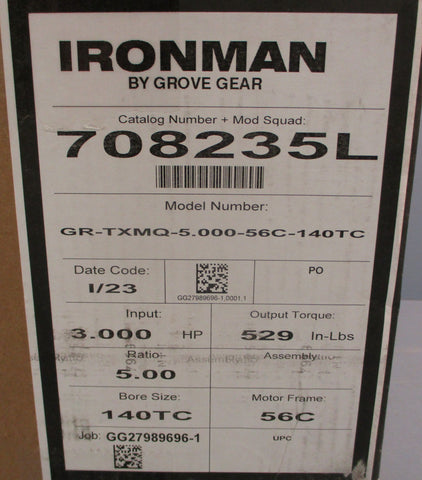 IRONMAN
BY GROVE GEAR
Catalog Number + Mod Squad:
708235L
Model Number:
GR-TXMQ-5.000-56C-140TC
Date Code:
I/23
GG27989696-1,0001,1
PO
Input:
3.000 HP
Output Torque:
529 In-Lbs
Ratio:
5.00
Assembly:
Bore Size:
140TC
Motor Frame:
56C
Job: GG27989696-1
UPC